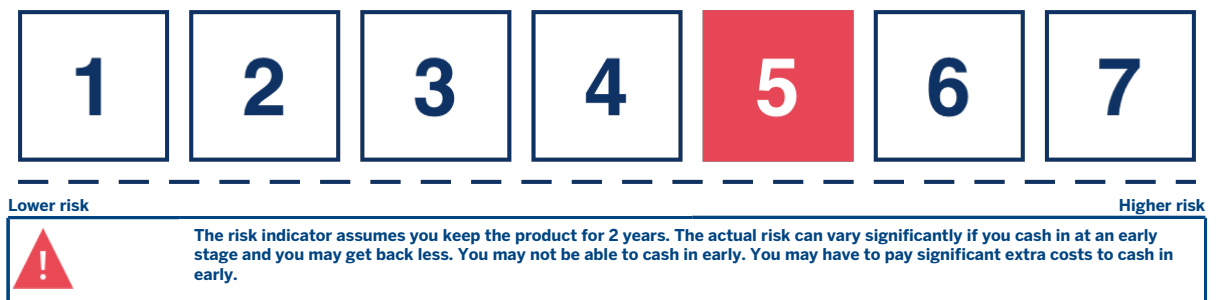 1 2 3 4 5 6 7
Lower risk Higher risk
!
The risk indicator assumes you keep the product for 2 years. The actual risk can vary significantly if you cash in at an early
stage and you may get back less. You may not be able to cash in early. You may have to pay significant extra costs to cash in
early.